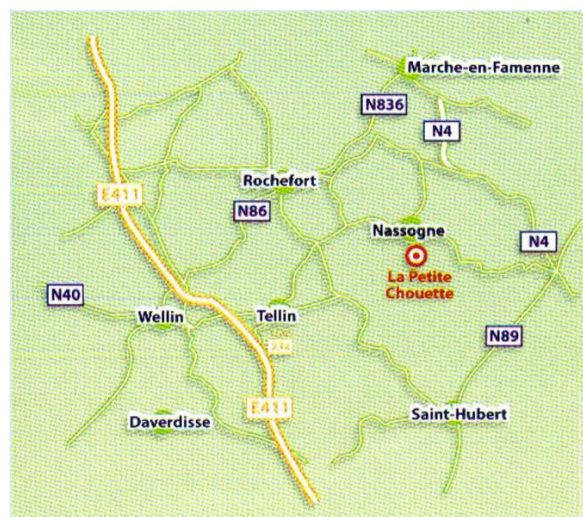 Marche-en-Famenne
N836
N4
E411
Rochefort
N86
Nassogne
N4
La Petite
Chouette
N40
Wellin
Tellin
N89
E411
Saint-Hubert
Daverdisse